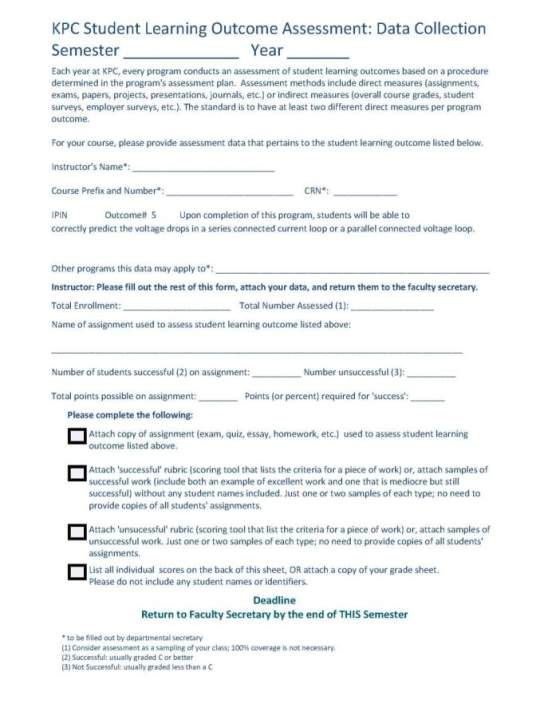 KPC Student Learning Outcome Assessment: Data Collection
Semester ______________ Year ________
Each year at KPC, every program conducts an assessment of student learning outcomes based on a procedure
determined in the program's assessment plan. Assessment methods include direct measures (assignments,
exams, papers, projects, presentations, journals, etc.) or indirect measures (overall course grades, student
surveys, employer surveys, etc.). The standard is to have at least two different direct measures per program
outcome.
For your course, please provide assessment data that pertains to the student learning outcome listed below.
Instructor's Name*: ______________________________
Course Prefix and Number*: ___________________________ CRN*: _____________
IPIN Outcome# 5 Upon completion of this program, students will be able to
correctly predict the voltage drops in a series connected current loop or a parallel connected voltage loop.
Other programs this data may apply to*: __________________________________________________________
Instructor: Please fill out the rest of this form, attach your data, and return them to the faculty secretary.
Total Enrollment: _______________________ Total Number Assessed (1): __________________
Name of assignment used to assess student learning outcome listed above:
________________________________________________________________________________________
Number of students successful (2) on assignment: __________ Number unsuccessful (3): __________
Total points possible on assignment: ________ Points (or percent) required for 'success': _______
Please complete the following:
Attach copy of assignment (exam, quiz, essay, homework, etc.) used to assess student learning
outcome listed above.
Attach 'successful' rubric (scoring tool that lists the criteria for a piece of work) or, attach samples of
successful work (include both an example of excellent work and one that is mediocre but still
successful) without any student names included. Just one or two samples of each type; no need to
provide copies of all students' assignments.
Attach 'unsuccessful' rubric (scoring tool that list the criteria for a piece of work) or, attach samples of
unsuccessful work. Just one or two samples of each type; no need to provide copies of all students'
assignments.
List all individual scores on the back of this sheet, OR attach a copy of your grade sheet.
Please do not include any student names or identifiers.
Deadline
Return to Faculty Secretary by the end of THIS Semester
* to be filled out by departmental secretary
(1) Consider assessment as a sampling of your class; 100% coverage is not necessary.
(2) Successful: usually graded C or better
(3) Not Successful: usually graded less than a C